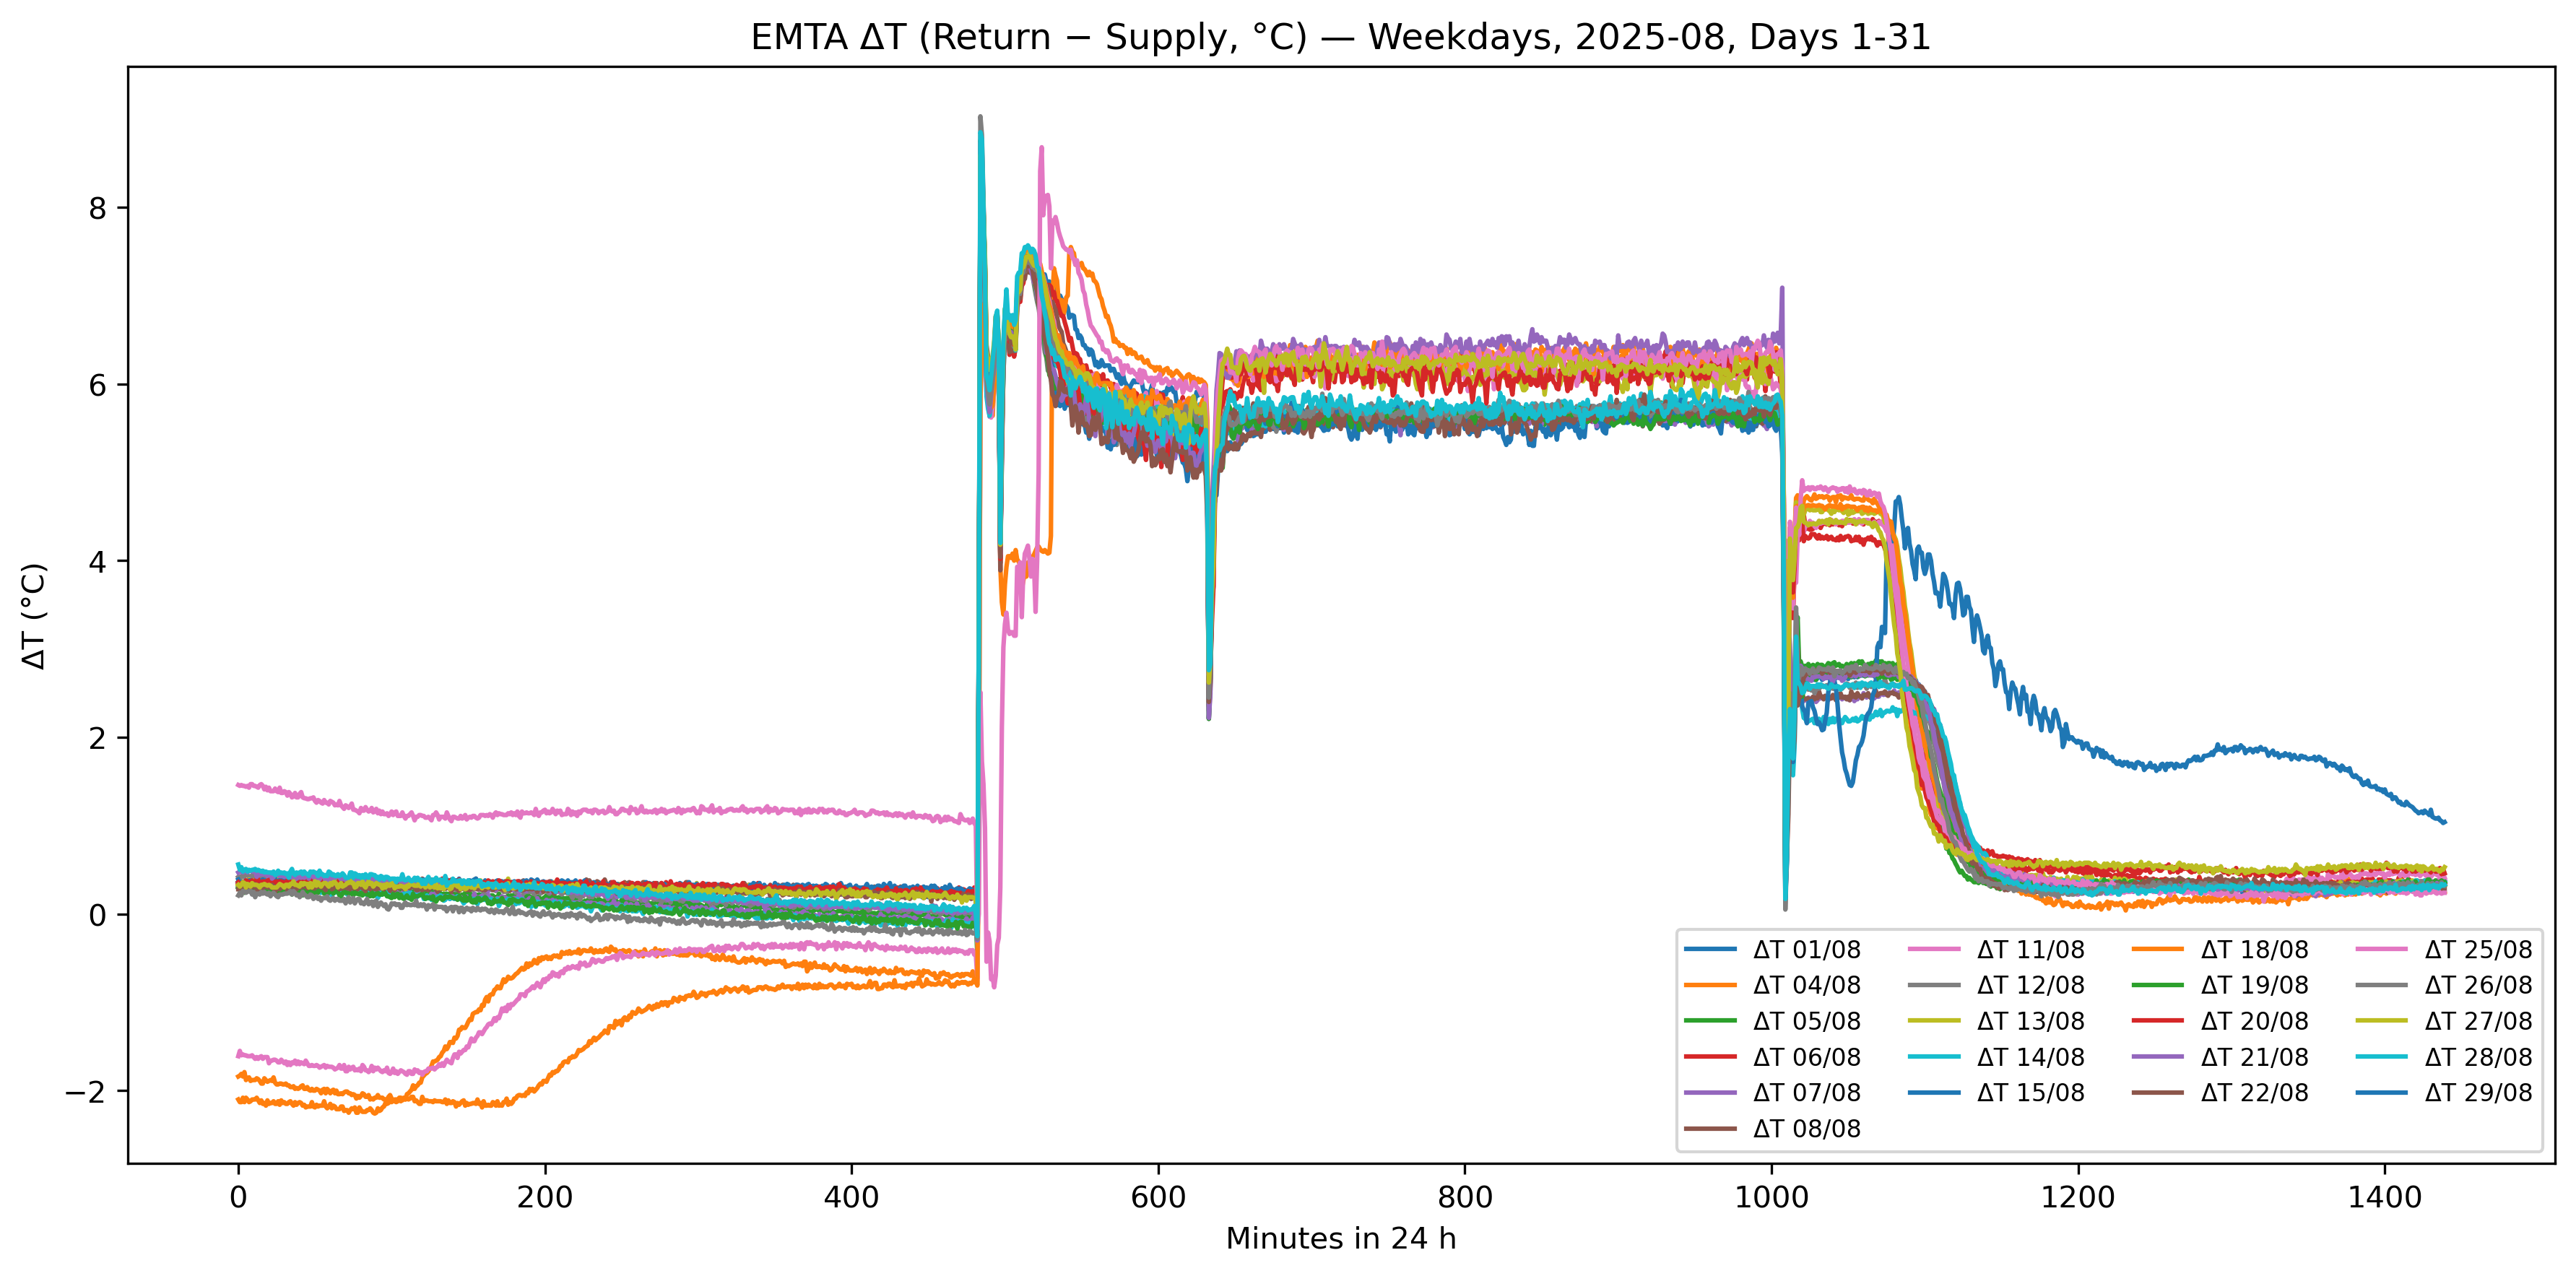 EMTA ΔT (Return − Supply, °C) — Weekdays, 2025-08, Days 1-31
ΔT (°C)
8
6
4
2
0
−2
ΔT 01/08
ΔT 04/08
ΔT 05/08
ΔT 06/08
ΔT 07/08
ΔT 08/08
ΔT 11/08
ΔT 12/08
ΔT 13/08
ΔT 14/08
ΔT 15/08
ΔT 18/08
ΔT 19/08
ΔT 20/08
ΔT 21/08
ΔT 22/08
ΔT 25/08
ΔT 26/08
ΔT 27/08
ΔT 28/08
ΔT 29/08
0 200 400 600 800 1000 1200 1400
Minutes in 24 h